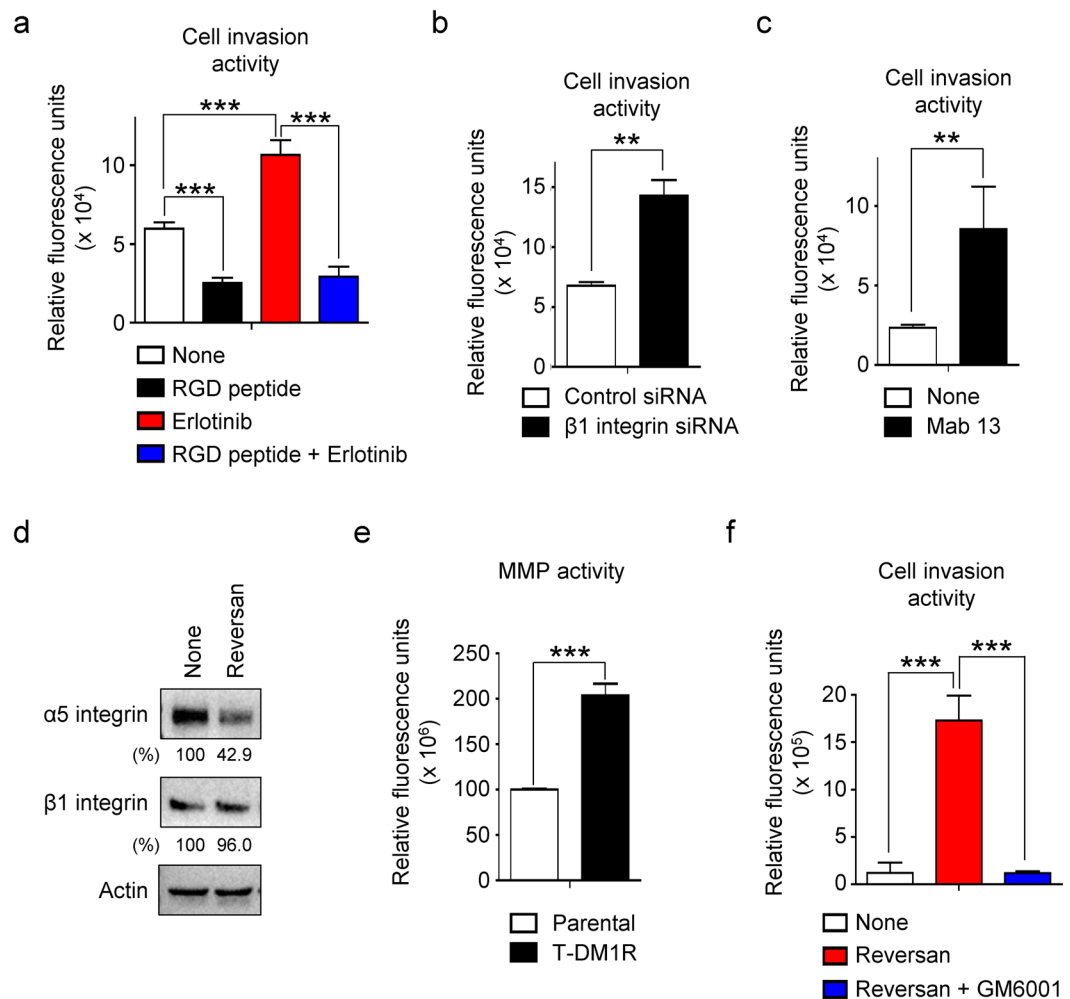 a
Cell invasion
activity
Relative fluorescence units
(x 10⁴)
10
5
0
***
***
***
None
RGD peptide
Erlotinib
RGD peptide + Erlotinib
b
Cell invasion
activity
Relative fluorescence units
(x 10⁴)
15
10
5
0
**
Control siRNA
β1 integrin siRNA
c
Cell invasion
activity
Relative fluorescence units
(x 10⁴)
10
5
0
**
None
Mab 13
d
None
Reversan
α5 integrin
(%) 100 42.9
β1 integrin
(%) 100 96.0
Actin
e
MMP activity
Relative fluorescence units
(x 10⁶)
250
200
150
100
50
0
***
Parental
T-DM1R
f
Cell invasion
activity
Relative fluorescence units
(x 10⁵)
20
15
10
5
0
***
***
None
Reversan
Reversan + GM6001